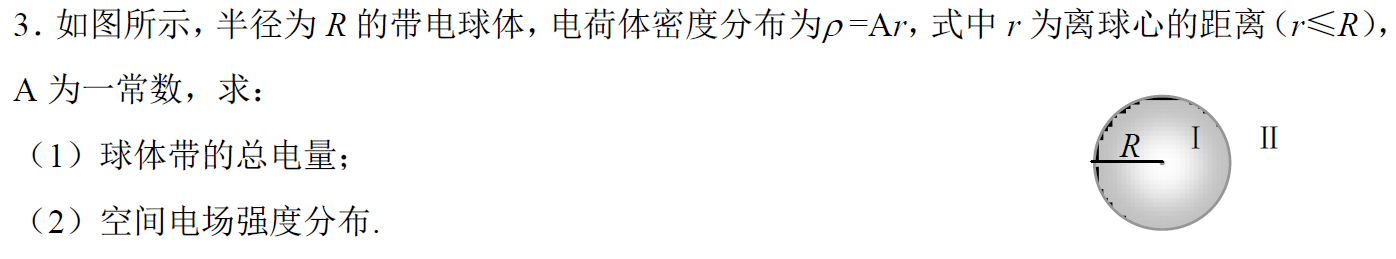 3．如图所示，半径为 R 的带电球体，电荷体密度分布为ρ=Ar，式中 r 为离球心的距离（r≤R），
A 为一常数，求：
（1）球体带的总电量；
（2）空间电场强度分布.
R Ⅰ Ⅱ